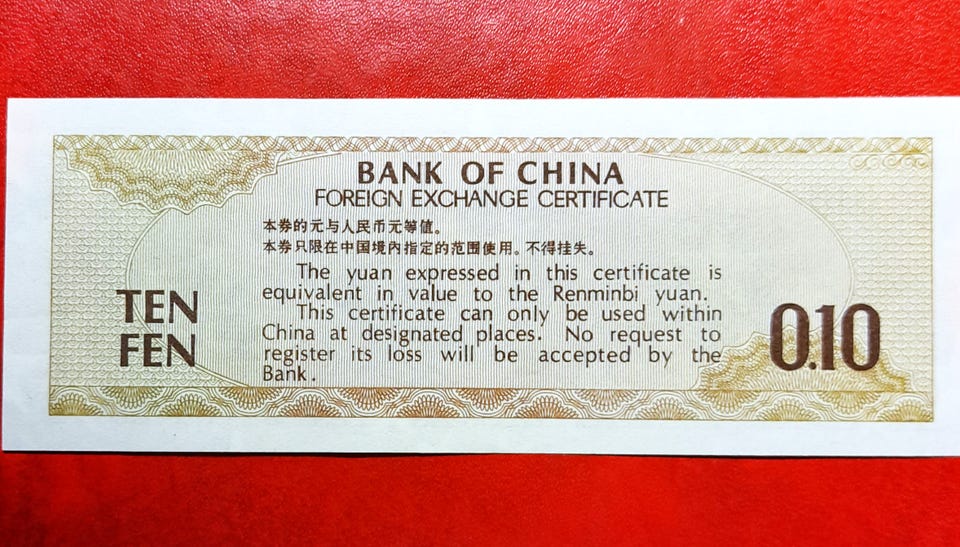 BANK OF CHINA
FOREIGN EXCHANGE CERTIFICATE
本券的元与人民币元等值。
本券只限在中国境内指定的范围使用。不得挂失。
The yuan expressed in this certificate is
equivalent in value to the Renminbi yuan.
This certificate can only be used within
China at designated places. No request to
register its loss will be accepted by the
Bank.
TEN
FEN
0.10